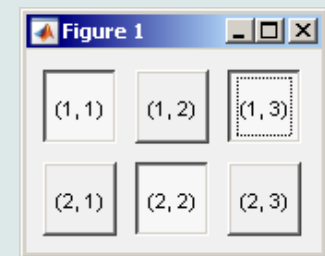 Figure 1
(1, 1) (1, 2) (1, 3)
(2, 1) (2, 2) (2, 3)